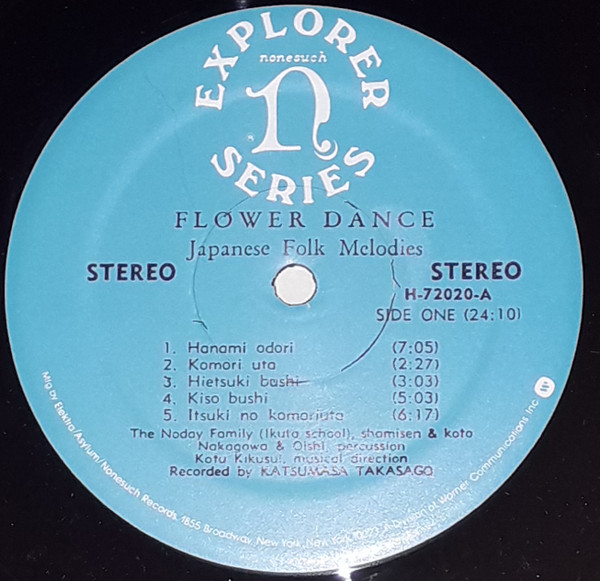 EXPLORER
nonesuch
n
SERIES
FLOWER DANCE
Japanese Folk Melodies
STEREO
STEREO
H-72020-A
SIDE ONE (24:10)
1. Hanami odori (7:05)
2. Komori uta (2:27)
3. Hietsuki bushi (3:03)
4. Kiso bushi (5:03)
5. Itsuki no komoriuta (6:17)
The Noday Family (Ikuta school), shamisen & koto
Nakagowa & Oishi, percussion
Kotu Kikusui, musical direction
Recorded by KATSUMASA TAKASAGO
Mfg by Elektra/Asylum/Nonesuch Records, 1855 Broadway, New York, New York 10023. A Division of Warner Communications Inc.